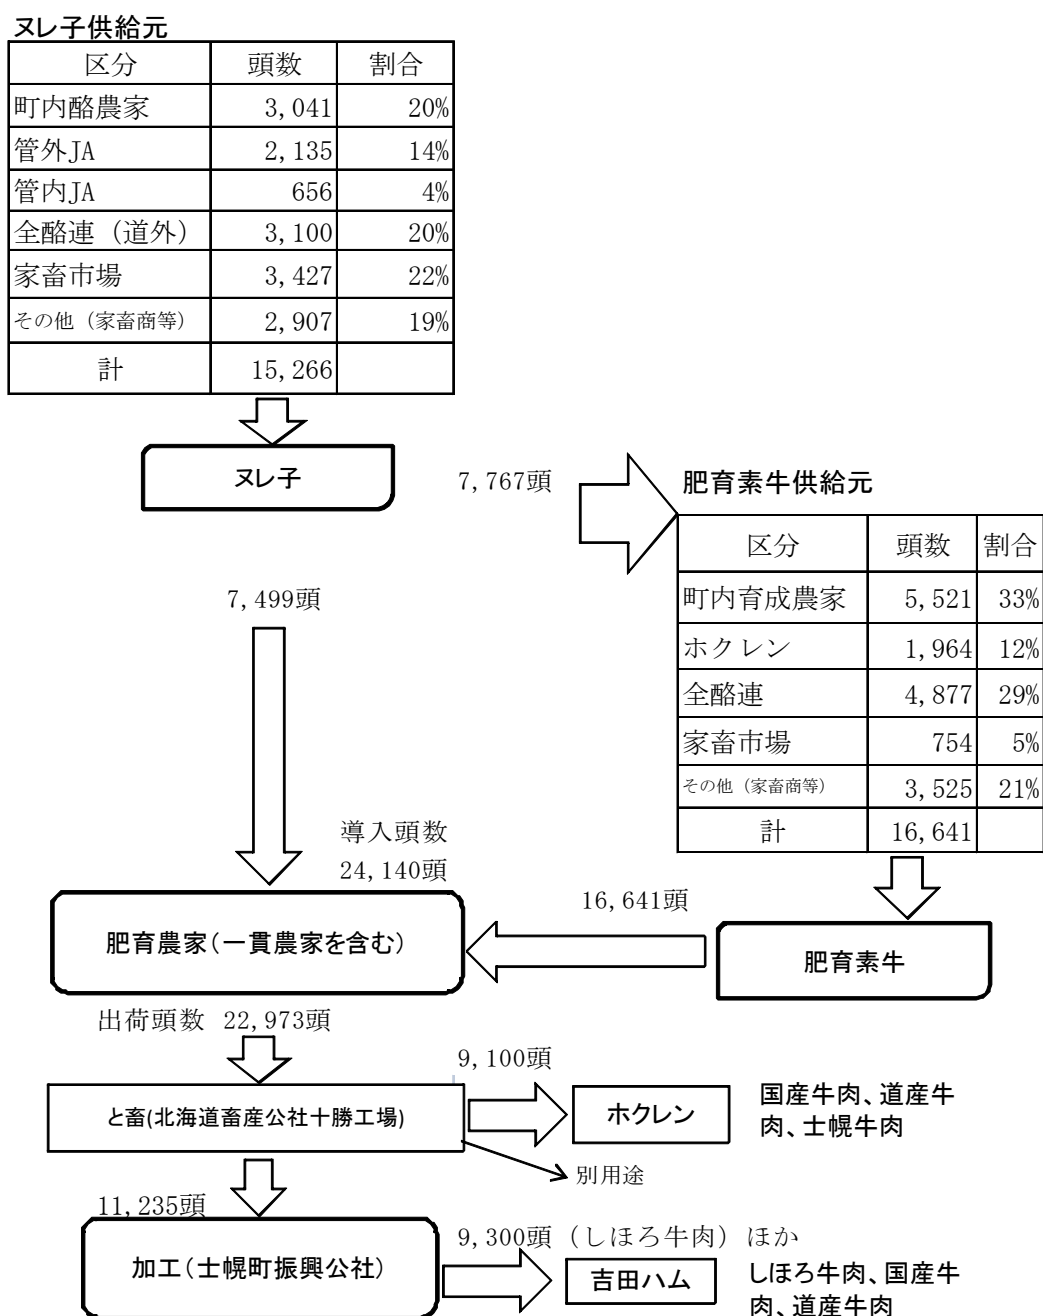 ヌレ子供給元
区分 頭数 割合
町内酪農家 3,041 20%
管外JA 2,135 14%
管内JA 656 4%
全酪連（道外） 3,100 20%
家畜市場 3,427 22%
その他（家畜商等） 2,907 19%
計 15,266
ヌレ子
7,767頭
肥育素牛供給元
区分 頭数 割合
町内育成農家 5,521 33%
ホクレン 1,964 12%
全酪連 4,877 29%
家畜市場 754 5%
その他（家畜商等） 3,525 21%
計 16,641
7,499頭
導入頭数
24,140頭
16,641頭
肥育農家(一貫農家を含む)
肥育素牛
出荷頭数 22,973頭
9,100頭
と畜(北海道畜産公社十勝工場)
ホクレン
国産牛肉、道産牛
肉、士幌牛肉
別用途
11,235頭
9,300頭（しほろ牛肉）ほか
加工(士幌町振興公社)
吉田ハム
しほろ牛肉、国産牛
肉、道産牛肉